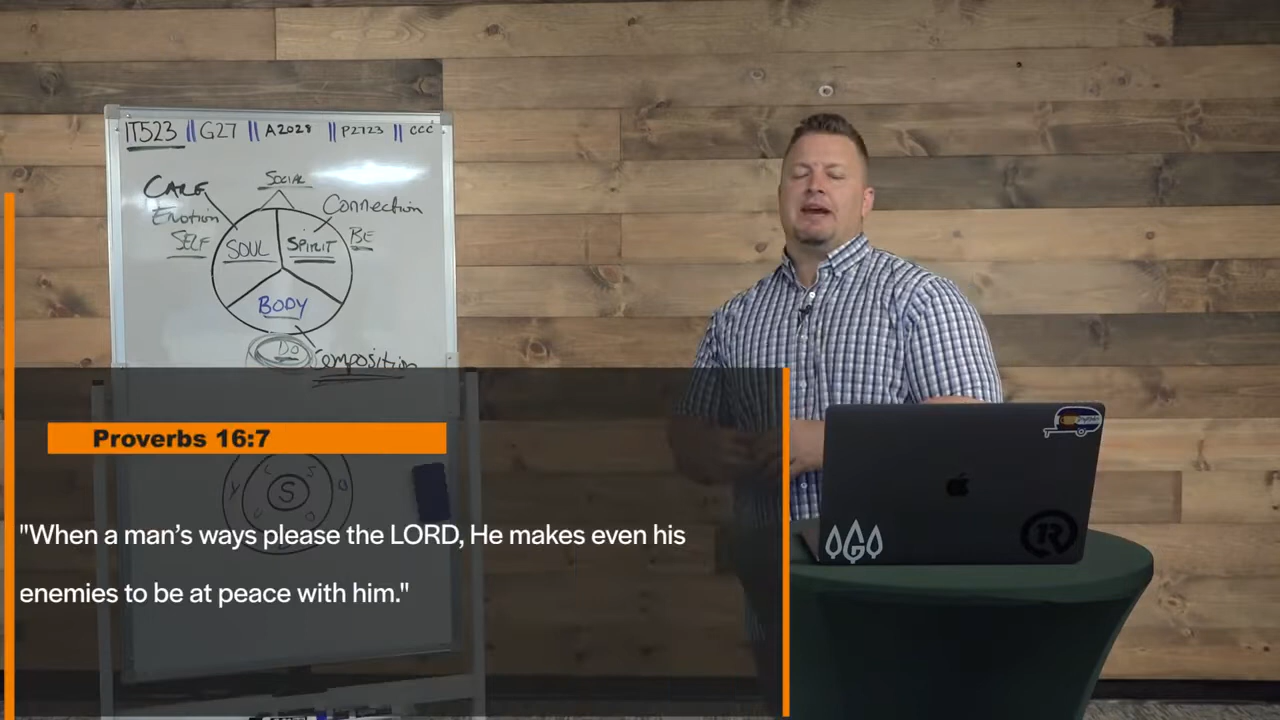 IT523 || G27 || A2028 || P2723 || CCC
SOCIAL
CARE
Connection
Emotion
SELF
SOUL
SPIRIT
BE
BODY
DO
Composition
Proverbs 16:7
S
"When a man’s ways please the LORD, He makes even his
enemies to be at peace with him."
R